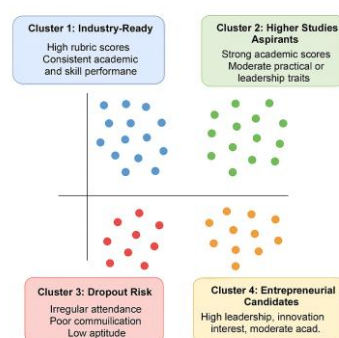 Cluster 1: Industry-Ready
High rubric scores
Consistent academic
and skill performane
Cluster 2: Higher Studies
Aspirants
Strong academic scores
Moderate practical or
leadership traits
Cluster 3: Dropout Risk
Irregular attendance
Poor commuilication
Low aptitude
Cluster 4: Entrepreneurial
Candidates
High leadership, innovation
interest, moderate acad.